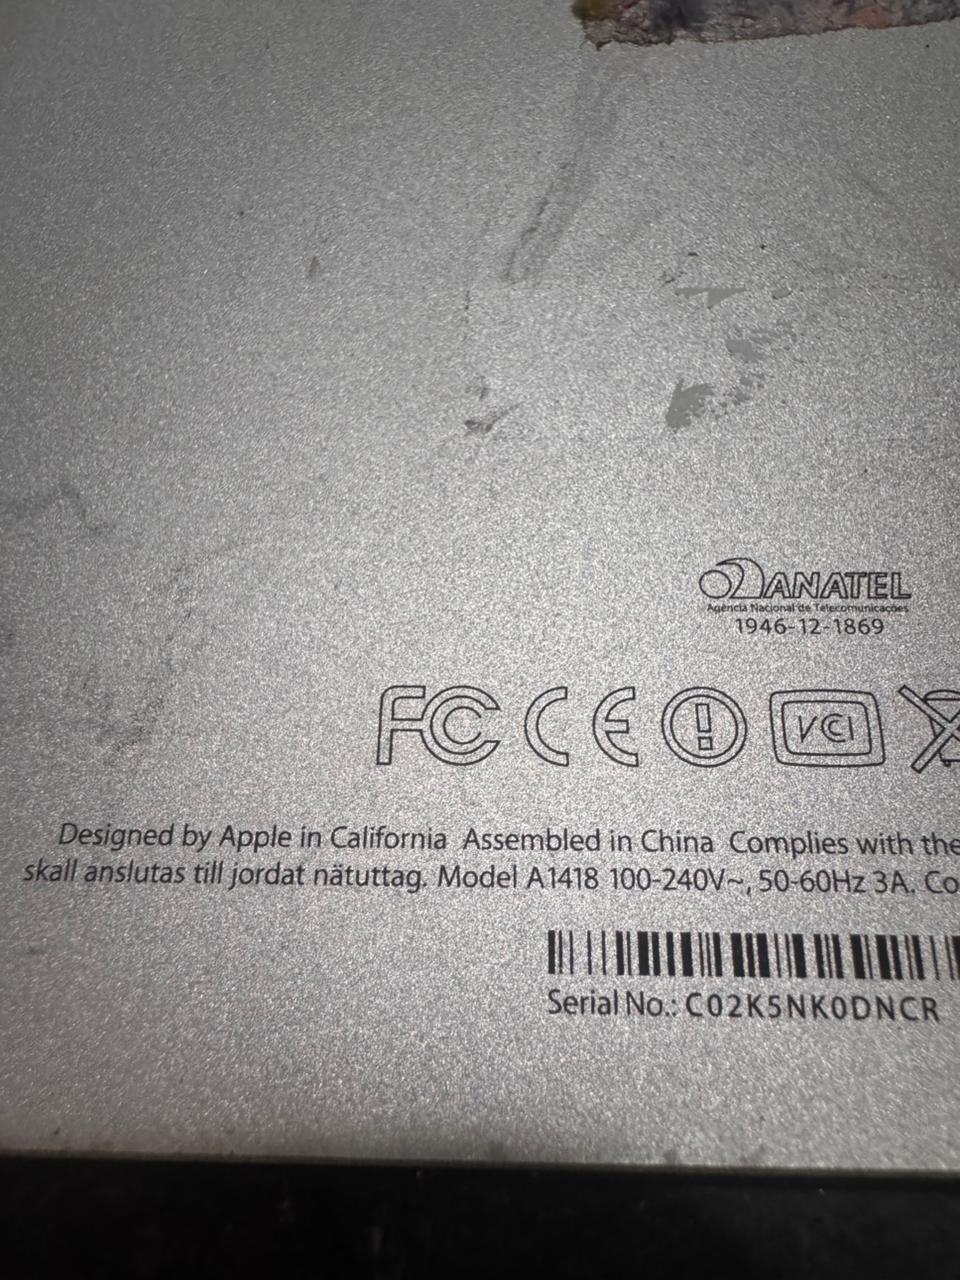 ANATEL
Agência Nacional de Telecomunicações
1946-12-1869
FC CE VCI
Designed by Apple in California Assembled in China Complies with the
skall anslutas till jordat nätuttag. Model A1418 100-240V~, 50-60Hz 3A. Co
Serial No.: C02K5NK0DNCR